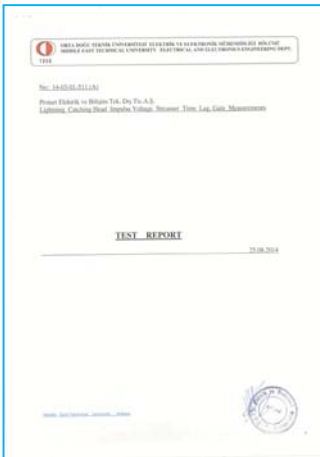 ORTA DOĞU TEKNİK ÜNİVERSİTESİ ELEKTRİK VE ELEKTRONİK MÜHENDİSLİĞİ BÖLÜMÜ
MIDDLE EAST TECHNICAL UNIVERSITY ELECTRICAL AND ELECTRONICS ENGINEERING DEPT.
1956
No:
Elektrik ve Bilişim Tek. Dış Tic. A.Ş.
Lightning Catching Head Impulse Voltage Streamer Time Lag Gain Measurements
TEST REPORT
25.08.2014